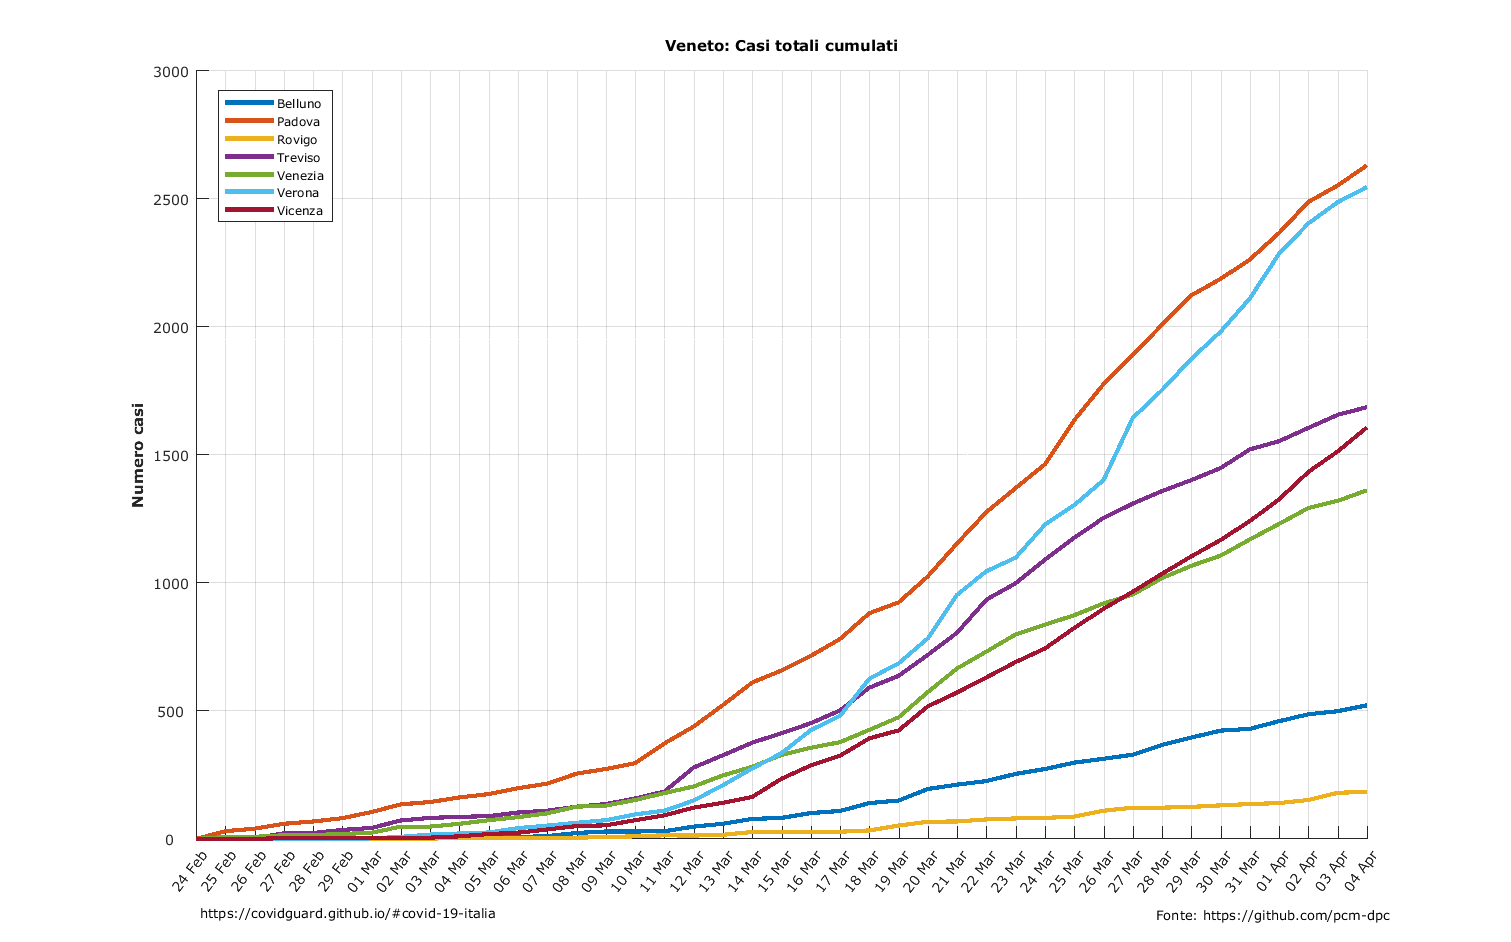 Veneto: Casi totali cumulati
3000
2500
2000
1500
1000
500
0
Numero casi
Belluno
Padova
Rovigo
Treviso
Venezia
Verona
Vicenza
24 Feb
25 Feb
26 Feb
27 Feb
28 Feb
29 Feb
01 Mar
02 Mar
03 Mar
04 Mar
05 Mar
06 Mar
07 Mar
08 Mar
09 Mar
10 Mar
11 Mar
12 Mar
13 Mar
14 Mar
15 Mar
16 Mar
17 Mar
18 Mar
19 Mar
20 Mar
21 Mar
22 Mar
23 Mar
24 Mar
25 Mar
26 Mar
27 Mar
28 Mar
29 Mar
30 Mar
31 Mar
01 Apr
02 Apr
03 Apr
04 Apr
https://covidguard.github.io/#covid-19-italia
Fonte: https://github.com/pcm-dpc